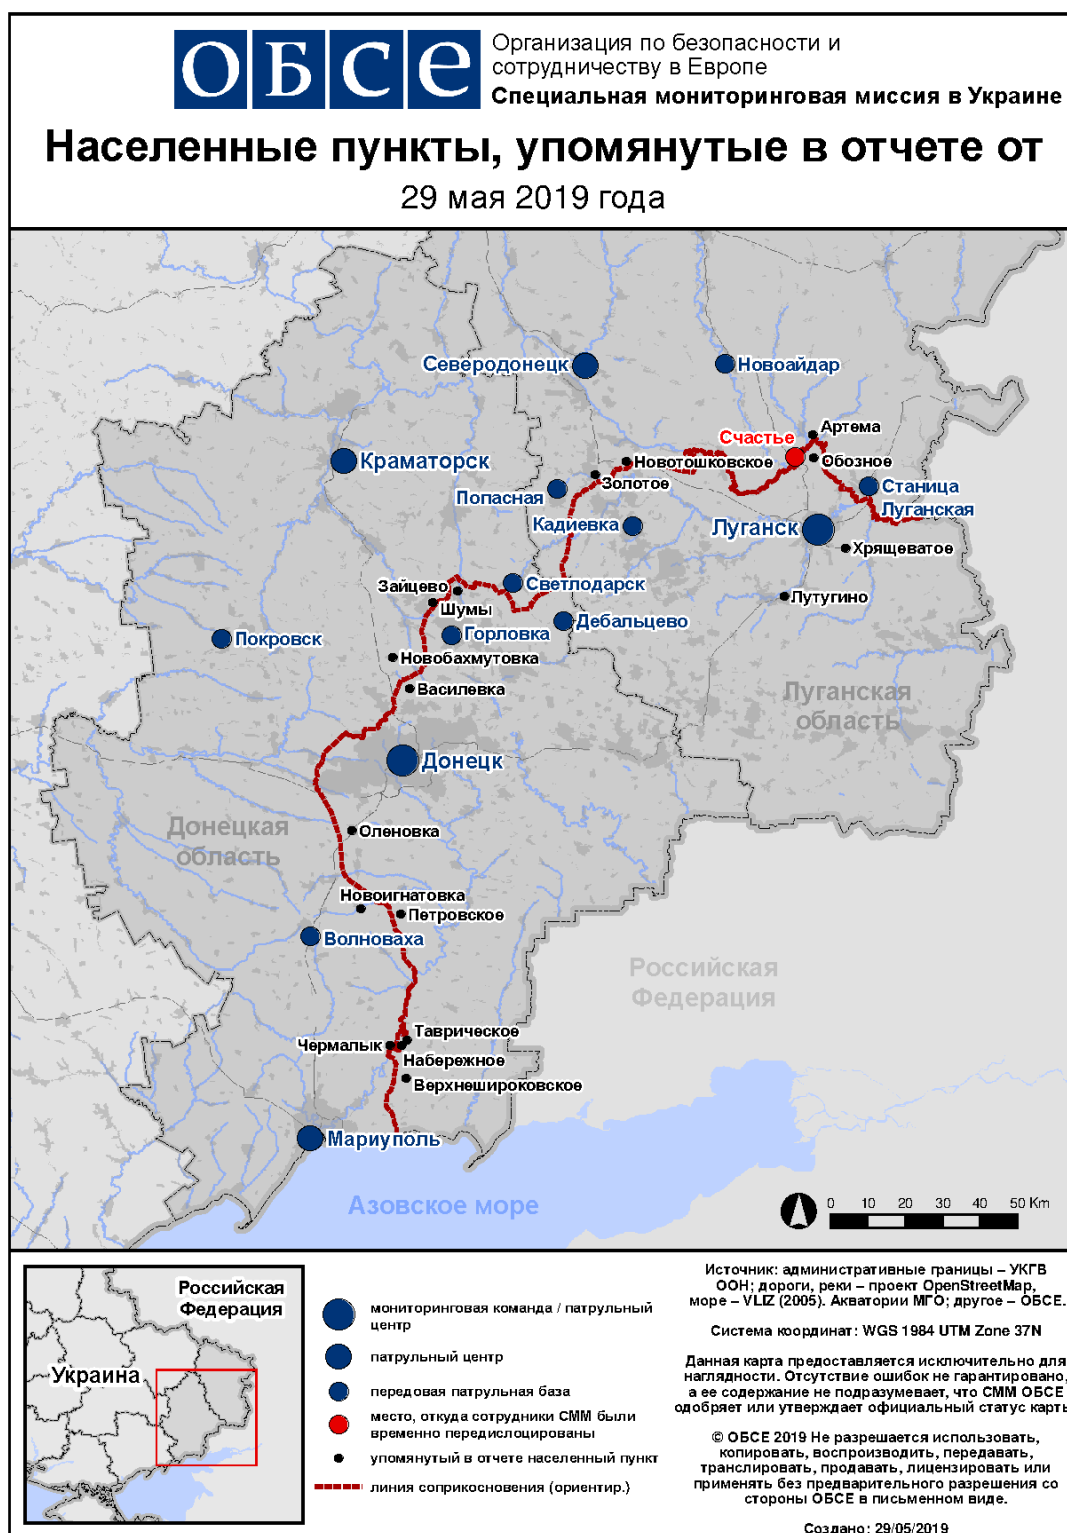 ОБСЕ
Организация по безопасности и
сотрудничеству в Европе
Специальная мониторинговая миссия в Украине
Населенные пункты, упомянутые в отчете от
29 мая 2019 года
Северодонецк
Новоайдар
Артема
Счастье
Краматорск
Новотошковское
Обозное
Золотое
Попасная
Станица
Луганская
Кадиевка
Луганск
Хрящеватое
Зайцево
Светлодарск
Лутугино
Шумы
Дебальцево
Покровск
Горловка
Новобахмутовка
Василевка
Луганская
область
Донецк
Донецкая
область
Оленовка
Новоигнатовка
Петровское
Волноваха
Российская
Федерация
Таврическое
Чермалык
Набережное
Верхнешироковское
Мариуполь
Азовское море
0 10 20 30 40 50 Km
Российская
Федерация
Украина
мониторинговая команда / патрульный
центр
патрульный центр
передовая патрульная база
место, откуда сотрудники СММ были
временно передислоцированы
упомянутый в отчете населенный пункт
линия соприкосновения (ориентир.)
Источник: административные границы – УКГВ
ООН; дороги, реки – проект OpenStreetMap,
море – VLIZ (2005). Акватории МГО; другое – ОБСЕ.
Система координат: WGS 1984 UTM Zone 37N
Данная карта предоставляется исключительно для
наглядности. Отсутствие ошибок не гарантировано,
а ее содержание не подразумевает, что СММ ОБСЕ
одобряет или утверждает официальный статус карты
© ОБСЕ 2019 Не разрешается использовать,
копировать, воспроизводить, передавать,
транслировать, продавать, лицензировать или
применять без предварительного разрешения со
стороны ОБСЕ в письменном виде.
Создано: 29/05/2019